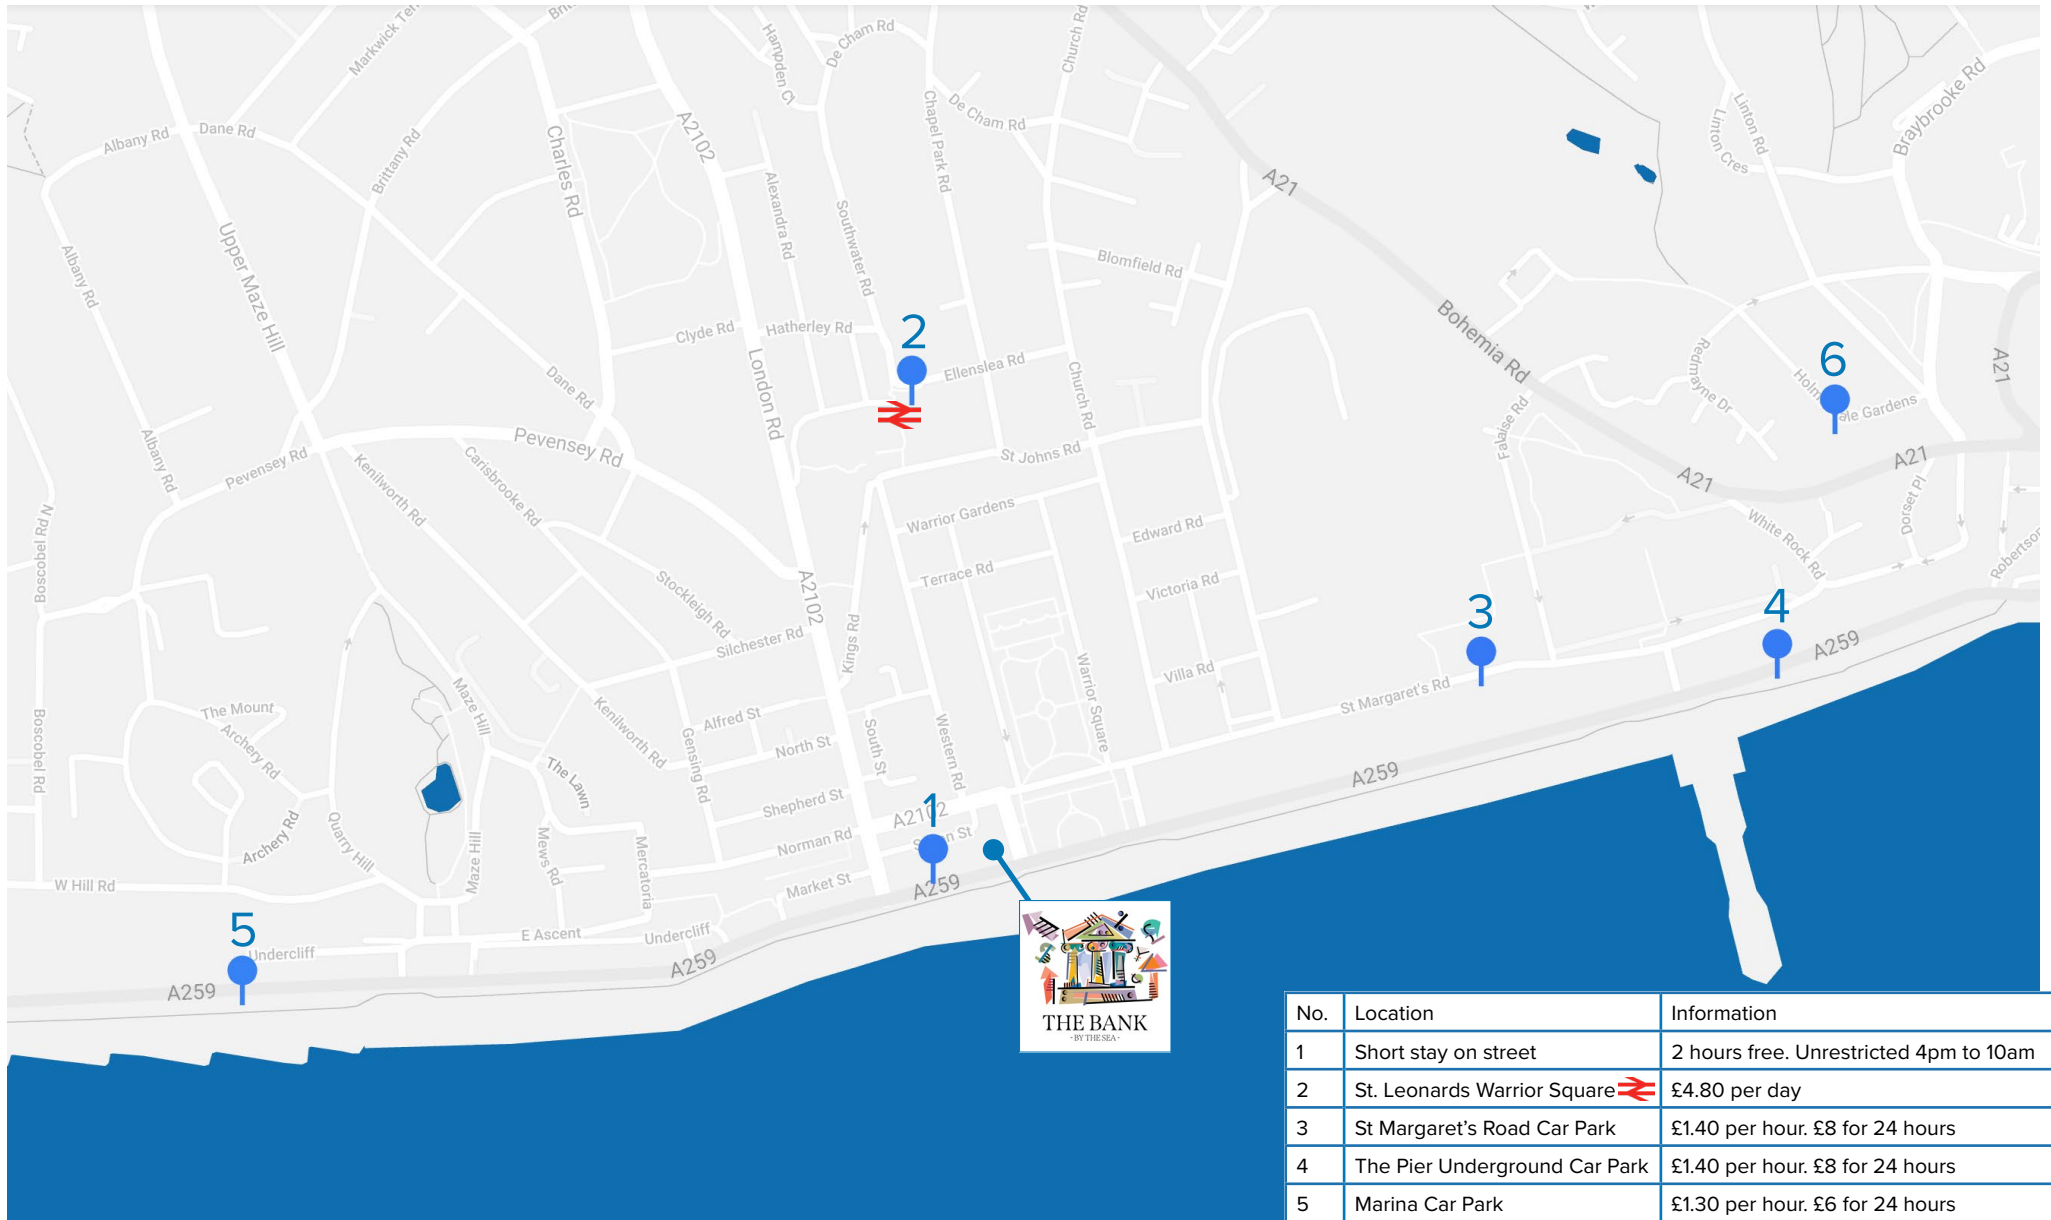 Markwick Ter
Hampden Cl
De Cham Rd
Church Rd
Albany Rd
Dane Rd
Brittany Rd
Charles Rd
A2102
Chapel Park Rd
De Cham Rd
A21
Linton Rd
Linton Cres
Braybrooke Rd
Alexandra Rd
Southwater Rd
Upper Maze Hill
Albany Rd
Blomfield Rd
Clyde Rd
Hatherley Rd
2
Ellenslea Rd
London Rd
Church Rd
Bohemia Rd
Redmayne Dr
6
A21
Holm
ale Gardens
Dane Rd
Falaise Rd
Albany Rd
Pevensey Rd
Pevensey Rd
St Johns Rd
A21
A21
Kenilworth Rd
Carisbrooke Rd
Warrior Gardens
Edward Rd
White Rock Rd
Dorset Pl
Boscobel Rd N
Robertson
Terrace Rd
Victoria Rd
A2102
Stockleigh Rd
Silchester Rd
Kings Rd
3
4
A259
Villa Rd
Warrior Square
St Margaret's Rd
The Mount
Archery Rd
Maze Hill
Kenilworth Rd
Alfred St
North St
South St
Western Rd
Boscobel Rd
The Lawn
Gensing Rd
Shepherd St
A259
1
A2102
Archery Rd
Quarry Hill
Maze Hill
Mews Rd
Mercatoria
Norman Rd
n St
W Hill Rd
Market St
A259
5
Undercliff
E Ascent
Undercliff
A259
A259
THE BANK
- BY THE SEA -
No. Location Information
1 Short stay on street 2 hours free. Unrestricted 4pm to 10am
2 St. Leonards Warrior Square £4.80 per day
3 St Margaret’s Road Car Park £1.40 per hour. £8 for 24 hours
4 The Pier Underground Car Park £1.40 per hour. £8 for 24 hours
5 Marina Car Park £1.30 per hour. £6 for 24 hours